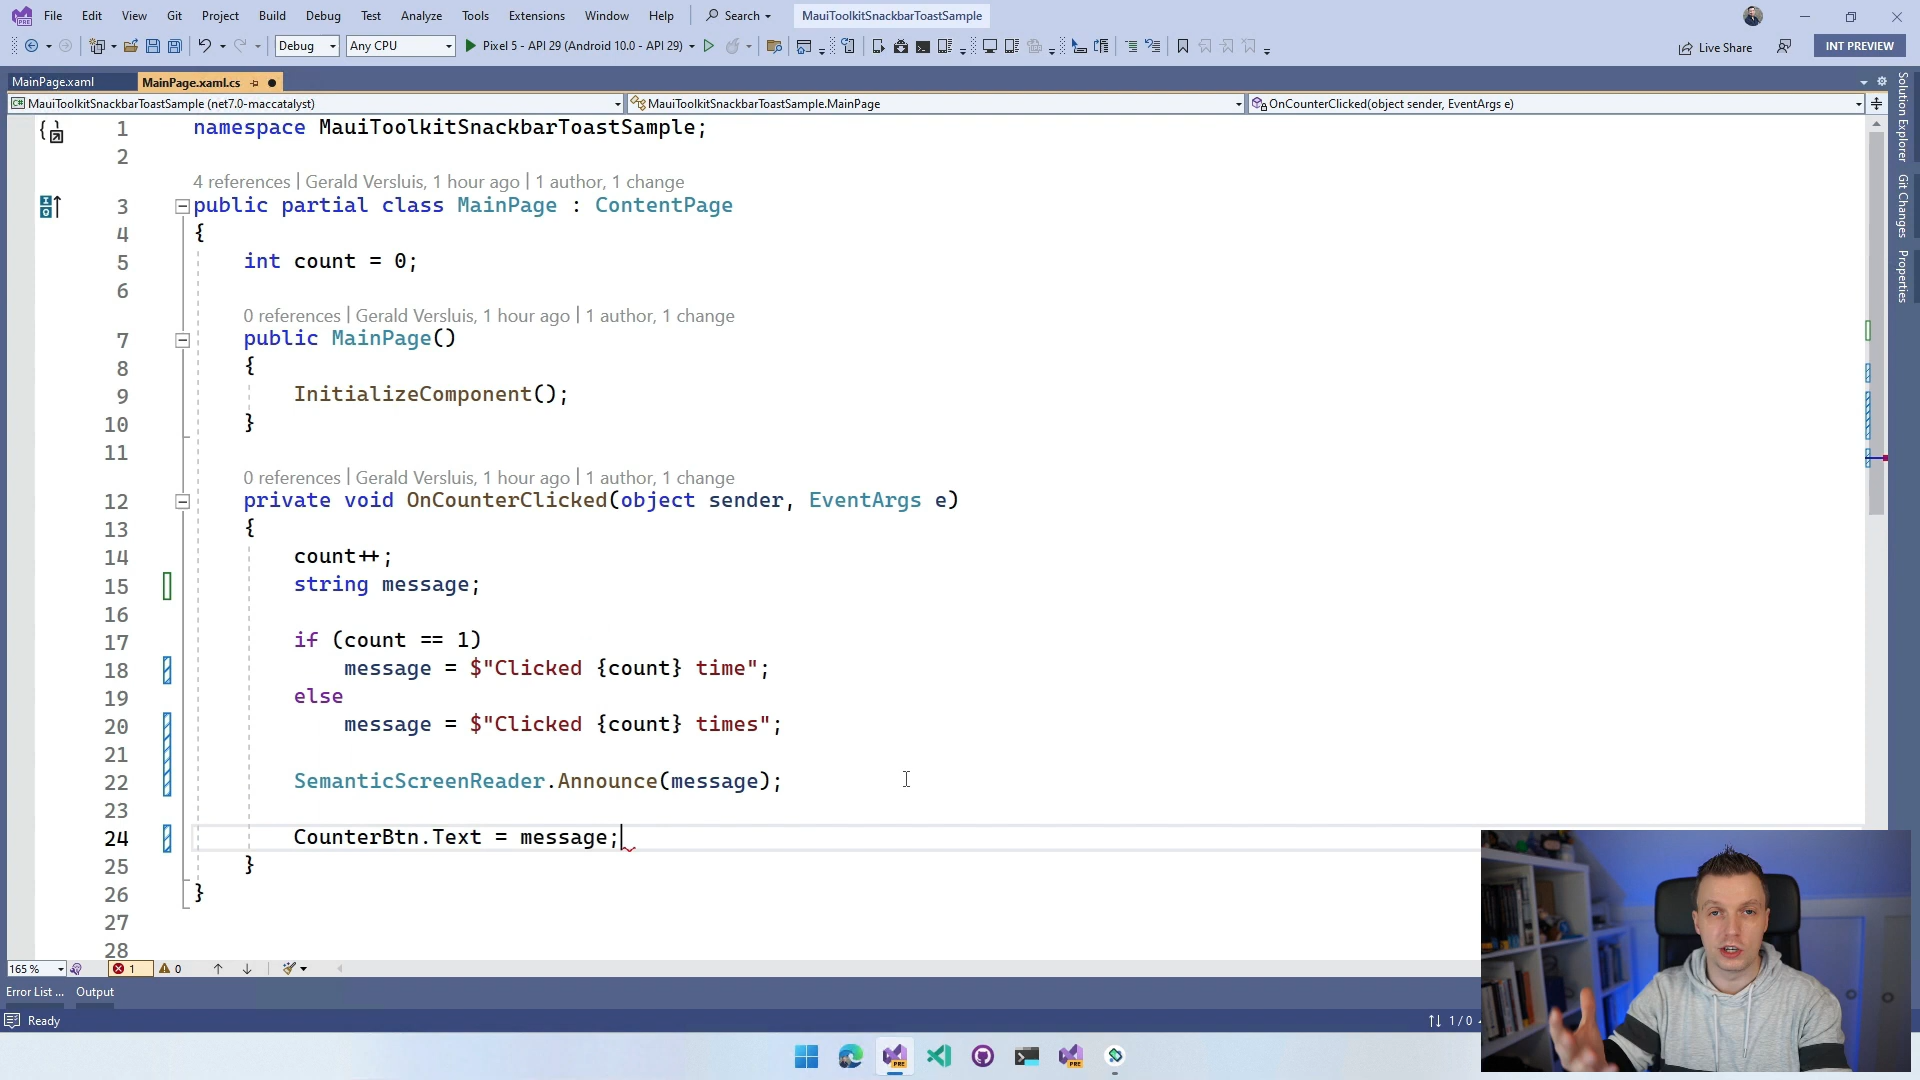 File Edit View Git Project Build Debug Test Analyze Tools Extensions Window Help Search MauiToolkitSnackbarToastSample
Debug Any CPU Pixel 5 - API 29 (Android 10.0 - API 29) Live Share INT PREVIEW
MainPage.xaml MainPage.xaml.cs
MauiToolkitSnackbarToastSample (net7.0-maccatalyst) MauiToolkitSnackbarToastSample.MainPage OnCounterClicked(object sender, EventArgs e)
Solution Explorer
Git Changes
Properties
1 namespace MauiToolkitSnackbarToastSample;
2
4 references | Gerald Versluis, 1 hour ago | 1 author, 1 change
3 public partial class MainPage : ContentPage
4 {
5 int count = 0;
6
0 references | Gerald Versluis, 1 hour ago | 1 author, 1 change
7 public MainPage()
8 {
9 InitializeComponent();
10 }
11
0 references | Gerald Versluis, 1 hour ago | 1 author, 1 change
12 private void OnCounterClicked(object sender, EventArgs e)
13 {
14 count++;
15 string message;
16
17 if (count == 1)
18 message = $"Clicked {count} time";
19 else
20 message = $"Clicked {count} times";
21
22 SemanticScreenReader.Announce(message);
23
24 CounterBtn.Text = message;
25 }
26 }
27
28
165 % 1 0
Error List ... Output
Ready 1 / 0